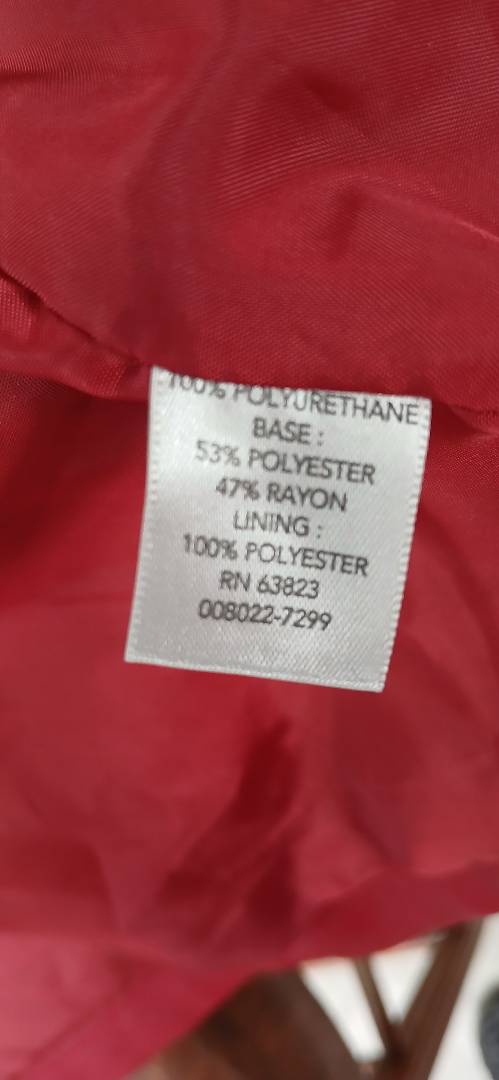 100% POLYURETHANE
BASE :
53% POLYESTER
47% RAYON
LINING :
100% POLYESTER
RN 63823
008022-7299